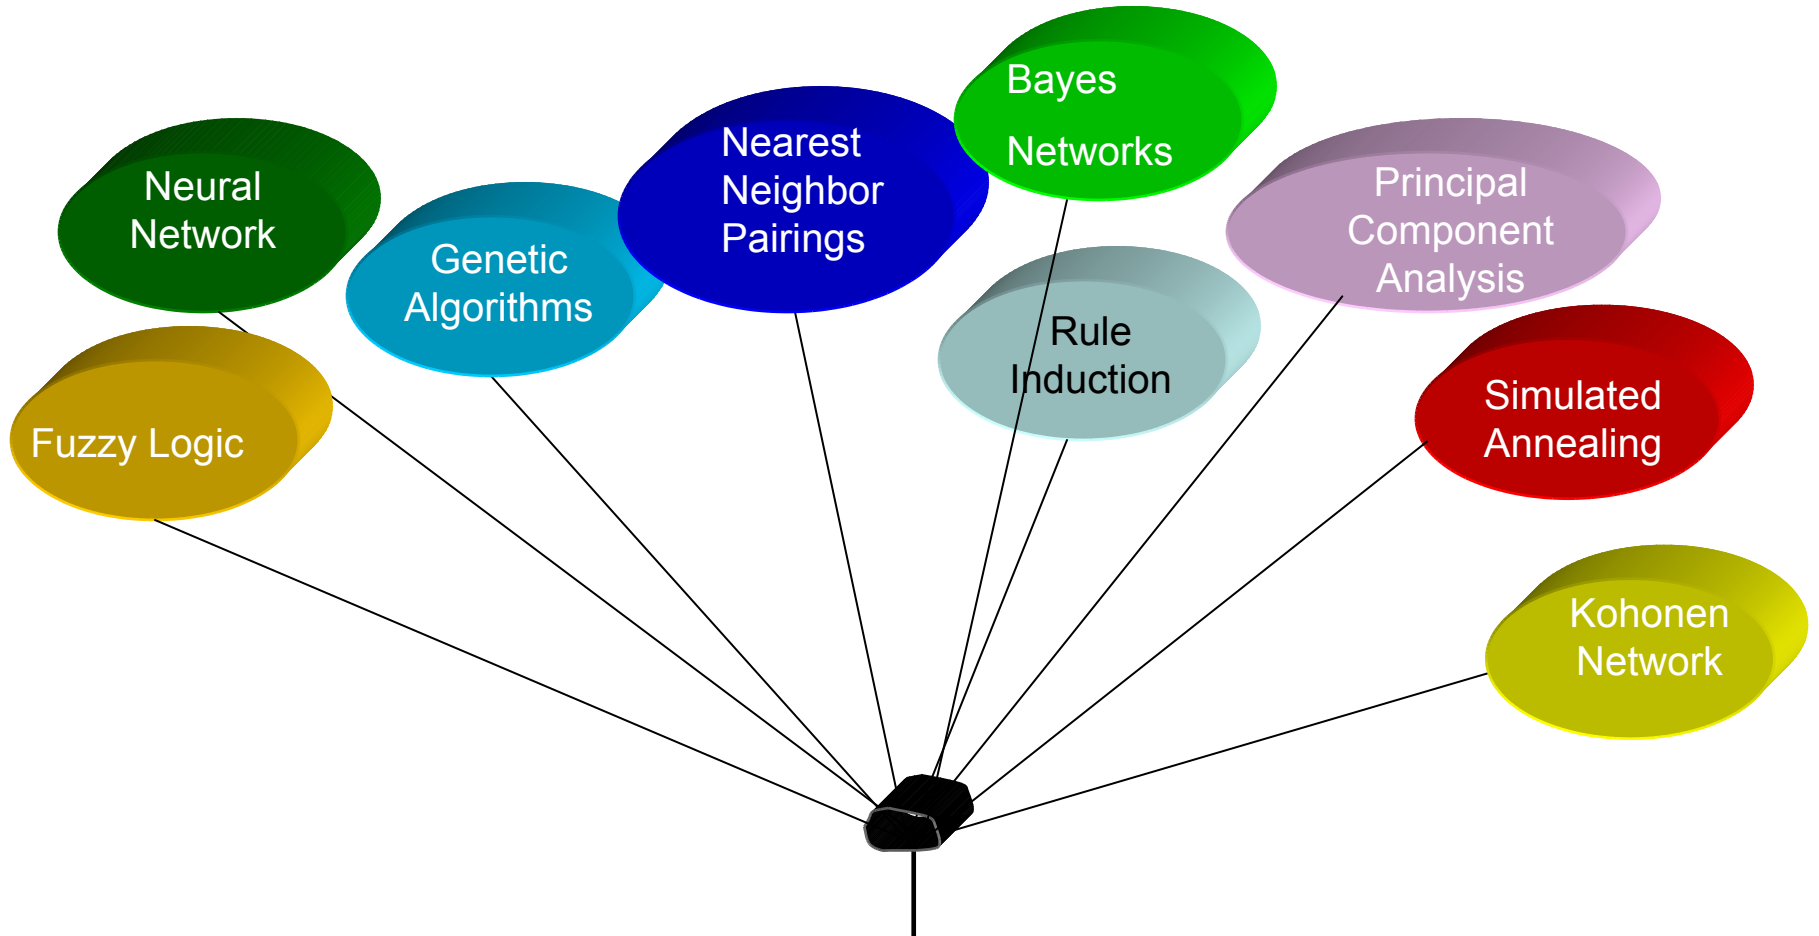 Neural
Network
Genetic
Algorithms
Nearest
Neighbor
Pairings
Bayes
Networks
Principal
Component
Analysis
Fuzzy Logic
Rule
Induction
Simulated
Annealing
Kohonen
Network